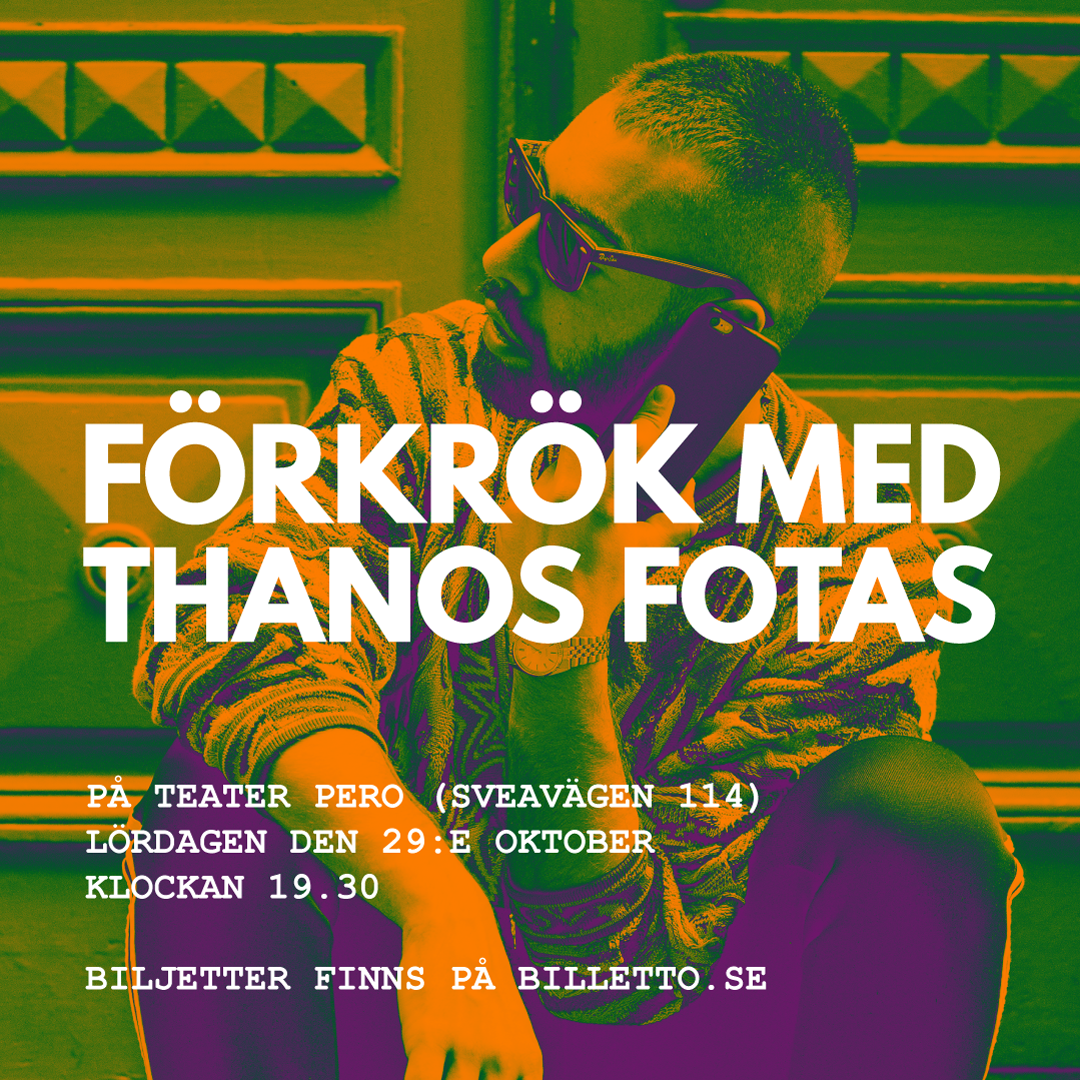 FÖRKRÖK MED
THANOS FOTAS
PÅ TEATER PERO (SVEAVÄGEN 114)
LÖRDAGEN DEN 29:E OKTOBER
KLOCKAN 19.30
BILJETTER FINNS PÅ BILLETTO.SE